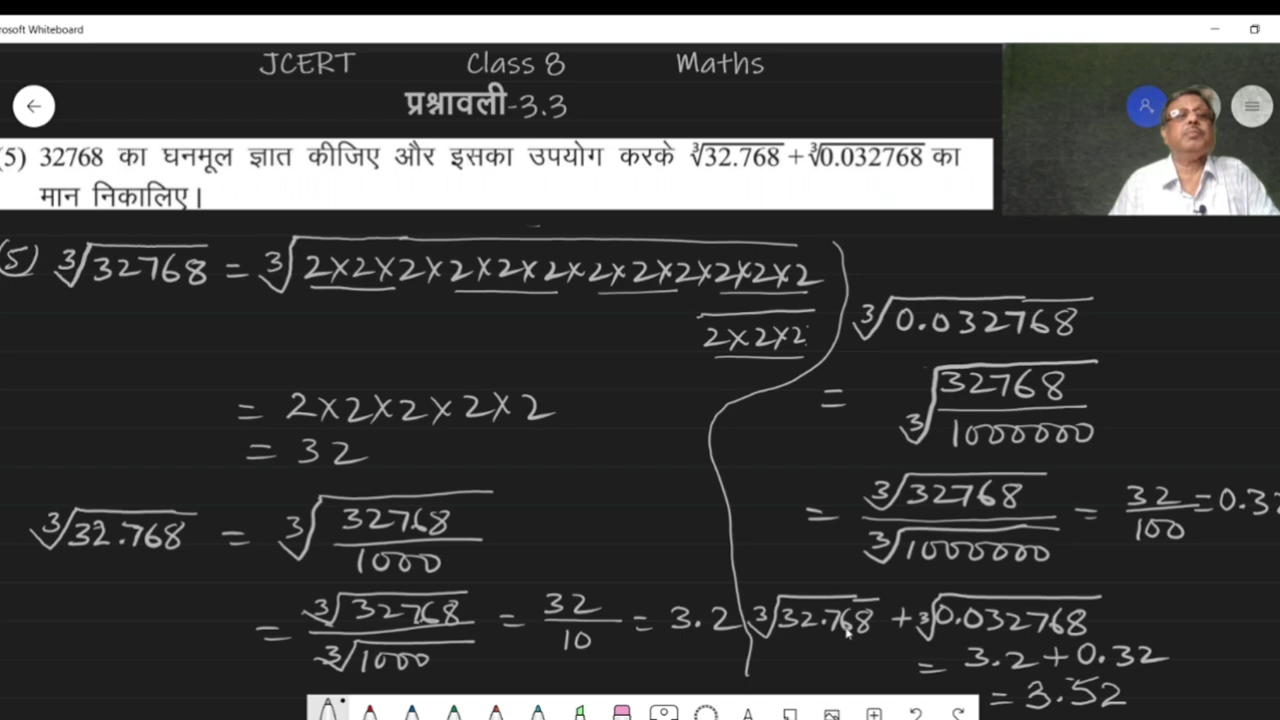 rosoft Whiteboard
JCERT Class 8 Maths
प्रश्नावली-3.3
(5) 32768 का घनमूल ज्ञात कीजिए और इसका उपयोग करके ∛32.768 + ∛0.032768 का
मान निकालिए।
(5) ∛32768 = ∛2×2×2×2×2×2×2×2×2×2×2×2
2×2×2
= 2×2×2×2×2
= 32
∛32.768 = ∛32768/1000
= ∛32768/∛1000 = 32/10 = 3.2
∛0.032768
= ∛32768/1000000
= ∛32768/∛1000000 = 32/100 = 0.32
∛32.768 + ∛0.032768
= 3.2+0.32
= 3.52